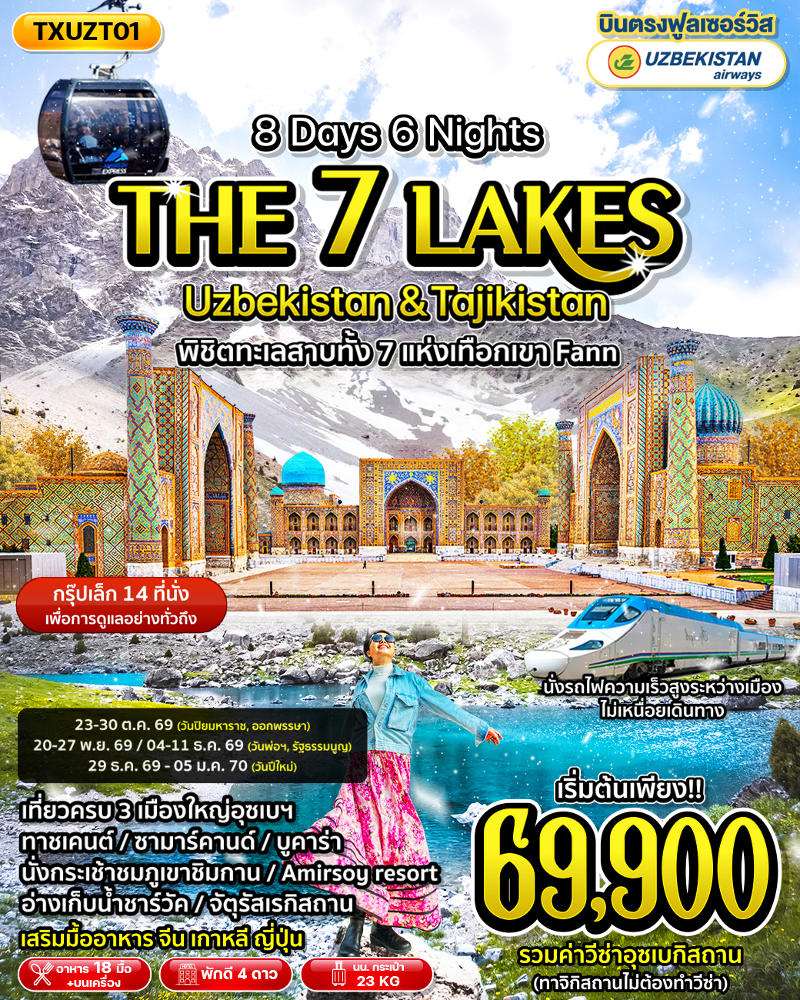 TXUZT01
บินตรงฟูลเซอร์วิส
UZBEKISTAN
airways
AMIRSOY
EXPRESS
8 Days 6 Nights
THE 7 LAKES
Uzbekistan & Tajikistan
พิชิตทะเลสาบทั้ง 7 แห่งเทือกเขา Fann
กรุ๊ปเล็ก 14 ที่นั่ง
เพื่อการดูแลอย่างทั่วถึง
นั่งรถไฟความเร็วสูงระหว่างเมือง
ไม่เหนื่อยเดินทาง
23-30 ต.ค. 69 (วันปิยมหาราช, ออกพรรษา)
20-27 พ.ย. 69 / 04-11 ธ.ค. 69 (วันพ่อฯ, รัฐธรรมนูญ)
29 ธ.ค. 69 - 05 ม.ค. 70 (วันปีใหม่)
เที่ยวครบ 3 เมืองใหญ่อุซเบฯ
ทาชเคนต์ / ซามาร์คานด์ / บูคาร่า
นั่งกระเช้าชมภูเขาชิมกาน / Amirsoy resort
อ่างเก็บน้ำชาร์วัค / จัตุรัสเรกิสถาน
เสริมมื้ออาหาร จีน เกาหลี ญี่ปุ่น
อาหาร 18 มื้อ
+บนเครื่อง
HOTEL
พักดี 4 ดาว
นน. กระเป๋า
23 KG
เริ่มต้นเพียง!!
69,900
รวมค่าวีซ่าอุซเบกิสถาน
(ทาจิกิสถานไม่ต้องทำวีซ่า)